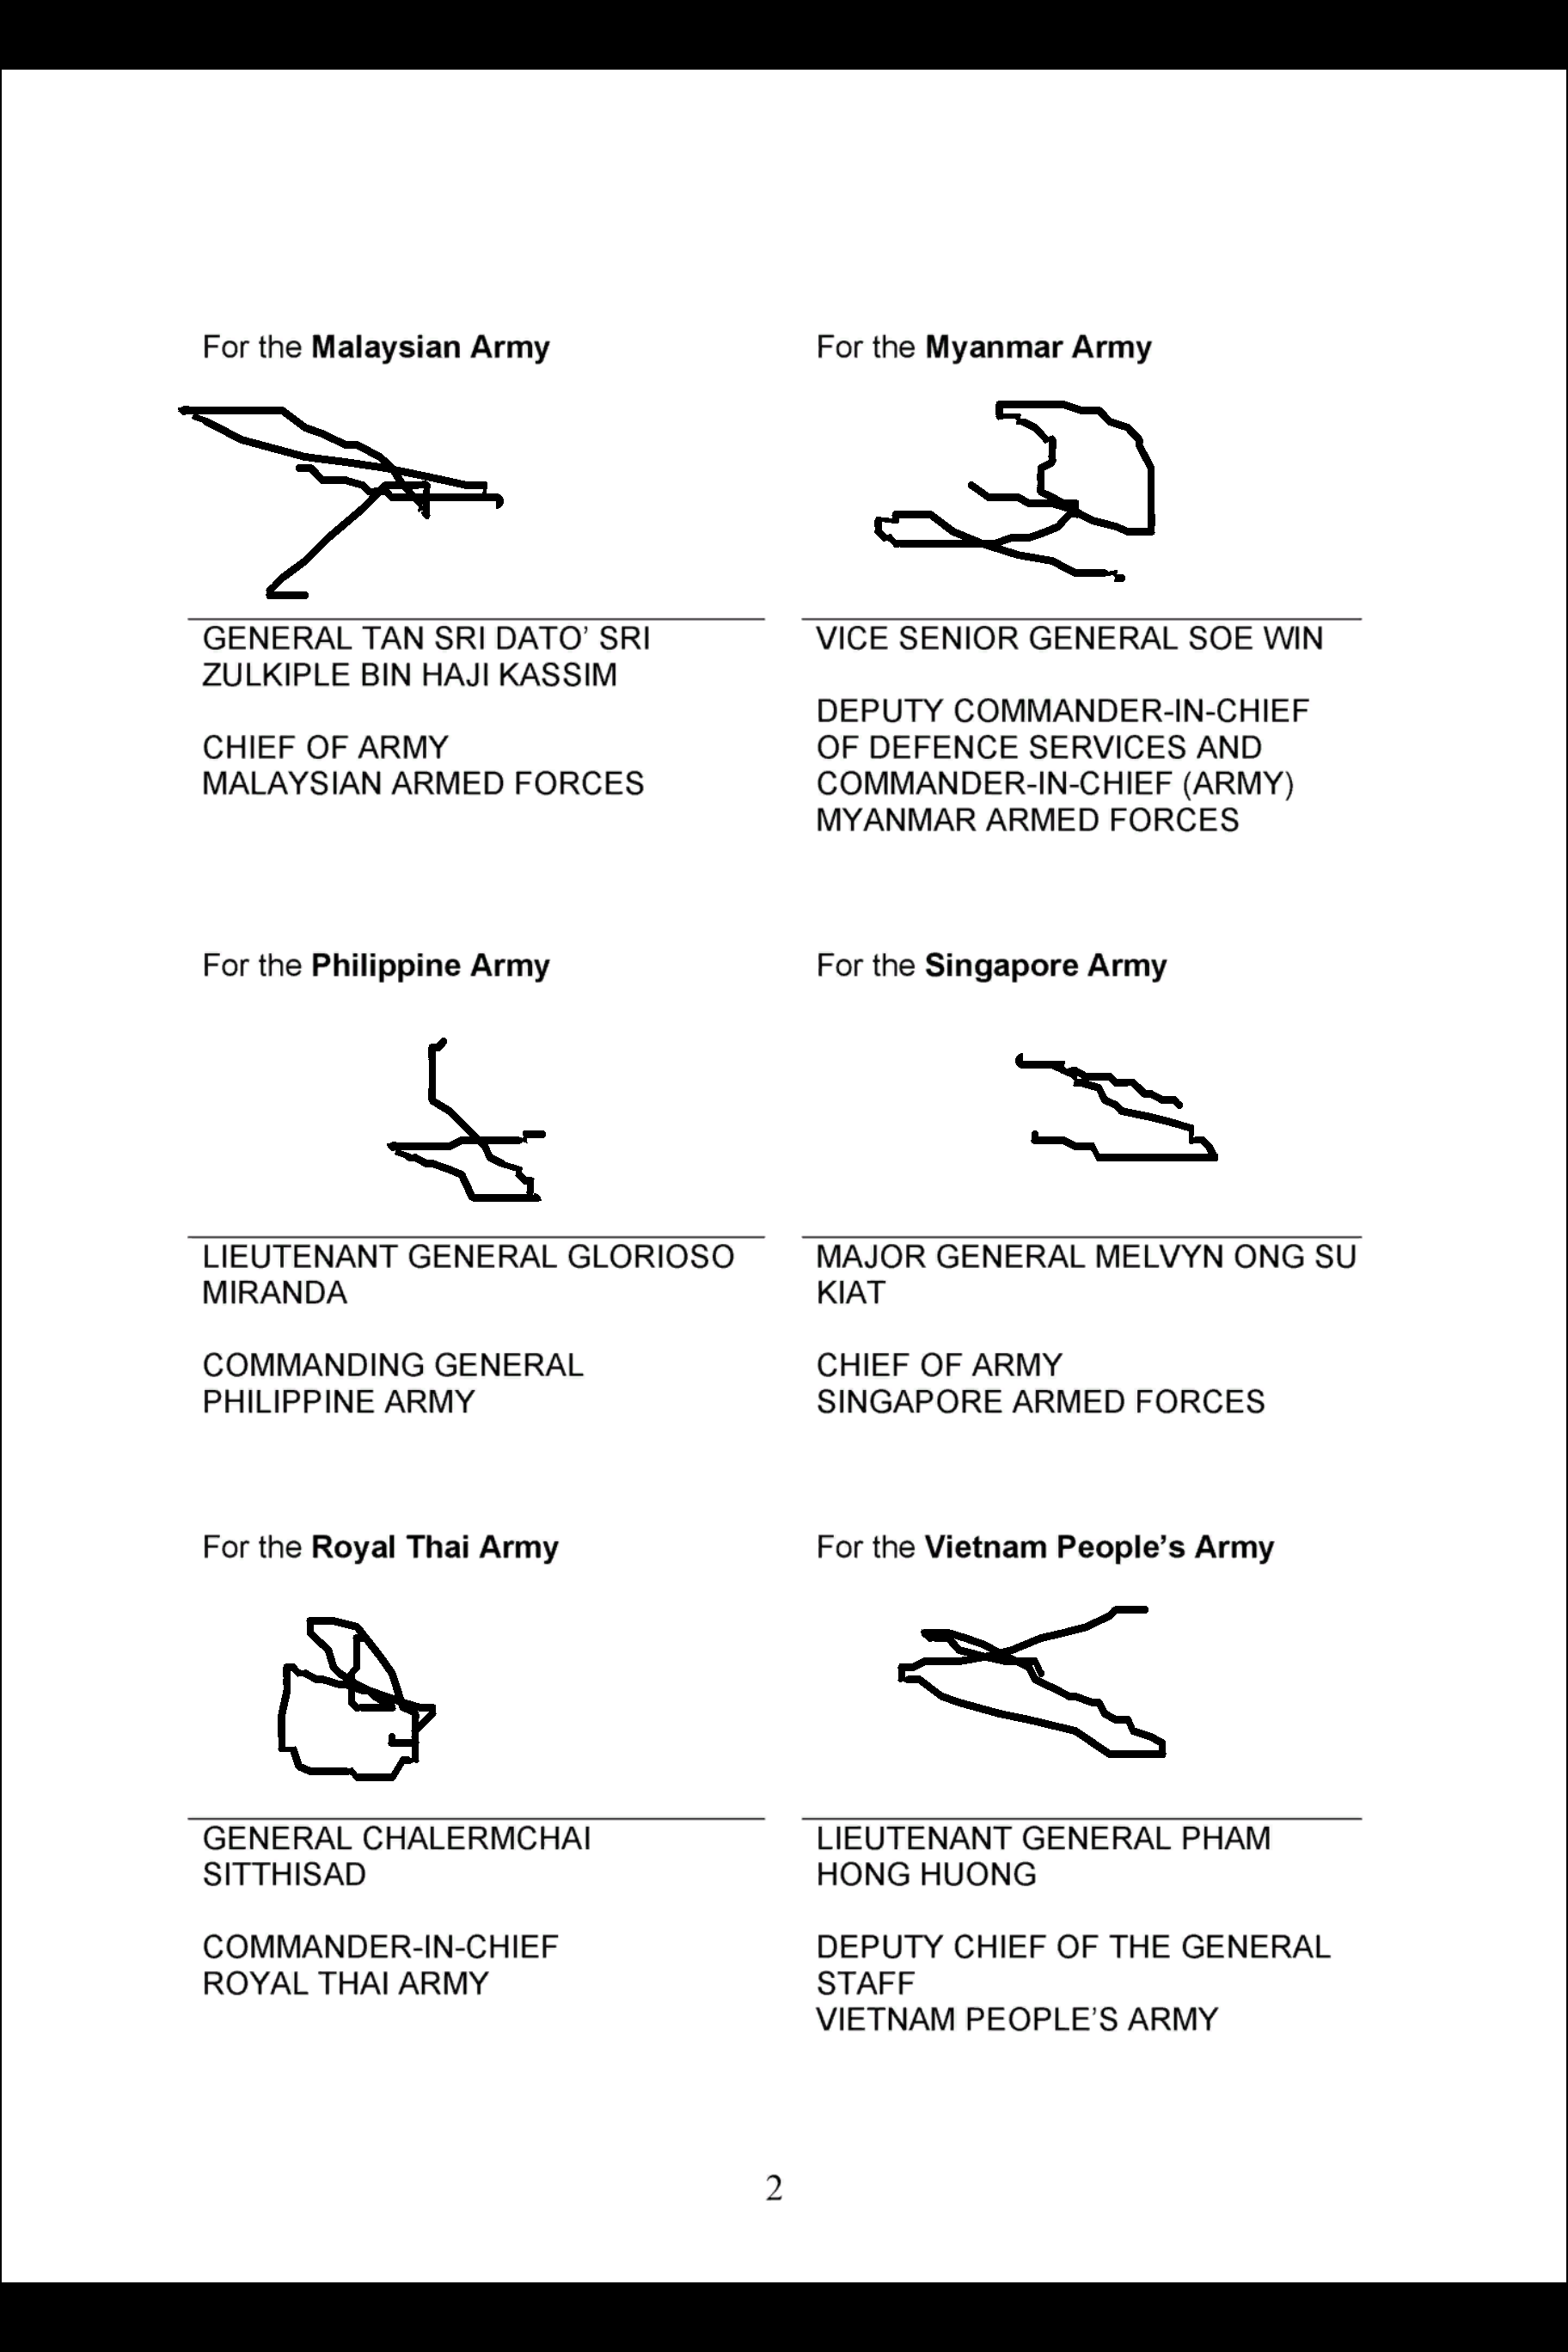 For the Malaysian Army
GENERAL TAN SRI DATO’ SRI
ZULKIPLE BIN HAJI KASSIM
CHIEF OF ARMY
MALAYSIAN ARMED FORCES
For the Myanmar Army
VICE SENIOR GENERAL SOE WIN
DEPUTY COMMANDER-IN-CHIEF
OF DEFENCE SERVICES AND
COMMANDER-IN-CHIEF (ARMY)
MYANMAR ARMED FORCES
For the Philippine Army
LIEUTENANT GENERAL GLORIOSO
MIRANDA
COMMANDING GENERAL
PHILIPPINE ARMY
For the Singapore Army
MAJOR GENERAL MELVYN ONG SU
KIAT
CHIEF OF ARMY
SINGAPORE ARMED FORCES
For the Royal Thai Army
GENERAL CHALERMCHAI
SITTHISAD
COMMANDER-IN-CHIEF
ROYAL THAI ARMY
For the Vietnam People’s Army
LIEUTENANT GENERAL PHAM
HONG HUONG
DEPUTY CHIEF OF THE GENERAL
STAFF
VIETNAM PEOPLE’S ARMY
2